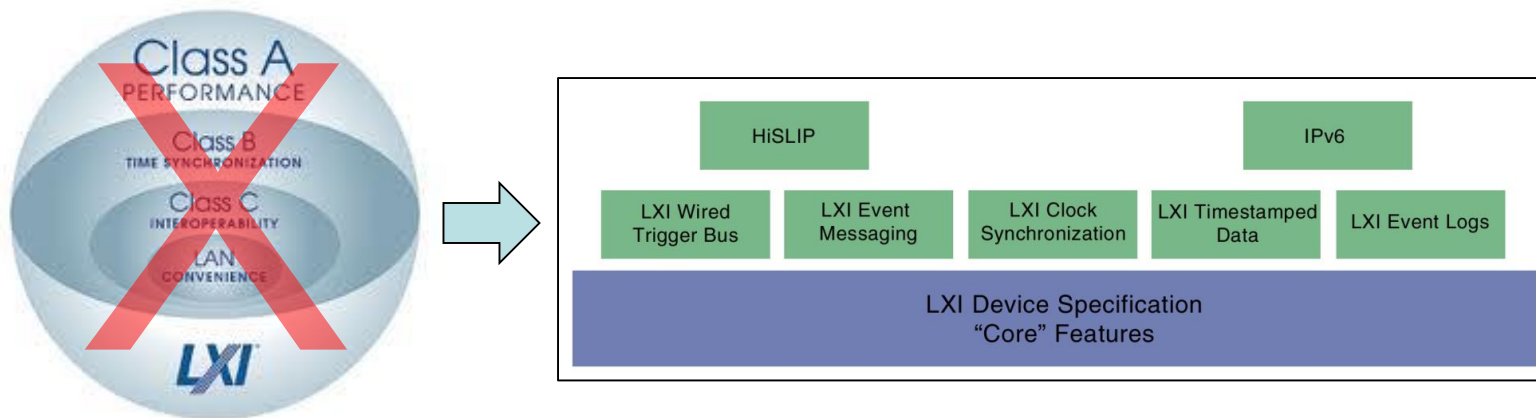 Class A
PERFORMANCE
Class B
TIME SYNCHRONIZATION
Class C
INTEROPERABILITY
LAN
CONVENIENCE
LXI
HiSLIP
IPv6
LXI Wired
Trigger Bus
LXI Event
Messaging
LXI Clock
Synchronization
LXI Timestamped
Data
LXI Event Logs
LXI Device Specification
“Core” Features